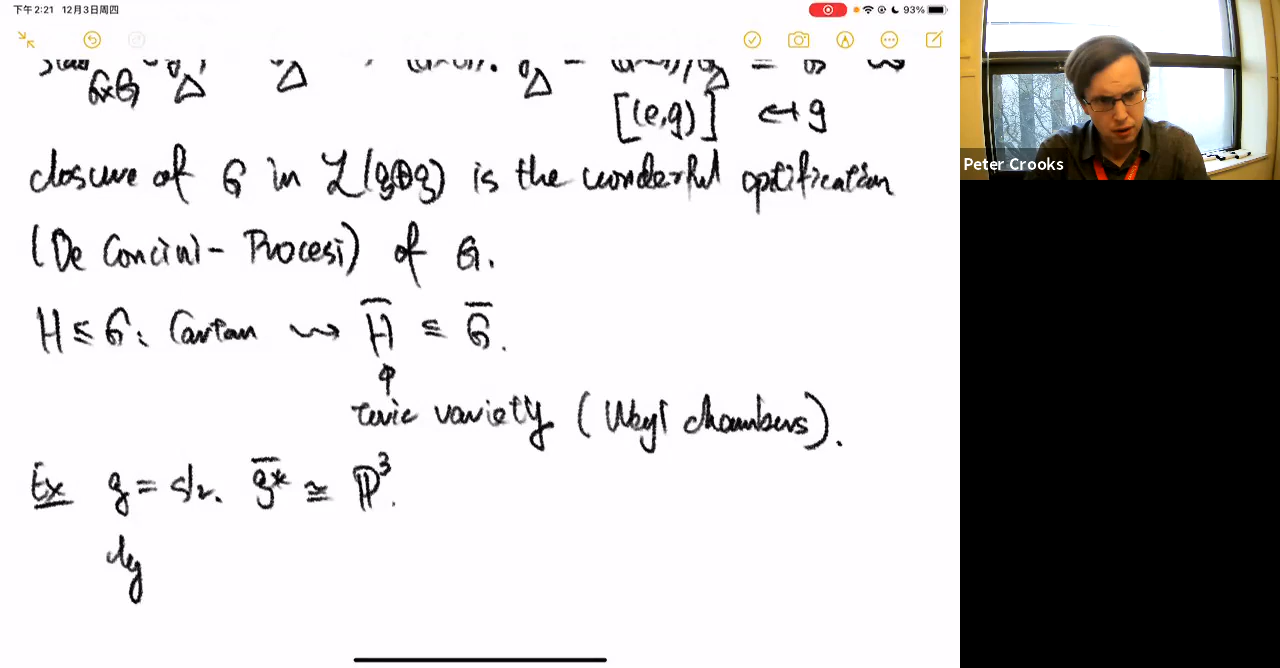 下午2:21 12月3日周四
93%
G×G
[(e,g)] ↤ g
closure of G in L(g⊕g) is the wonderful cptification
(De Concini - Procesi) of G.
H ≤ G : Cartan ⇝ H̅ ⊆ G̅.
↑
toric variety (Weyl chambers).
Ex g = sl₂. g̅* ≅ ℙ³.
Peter Crooks